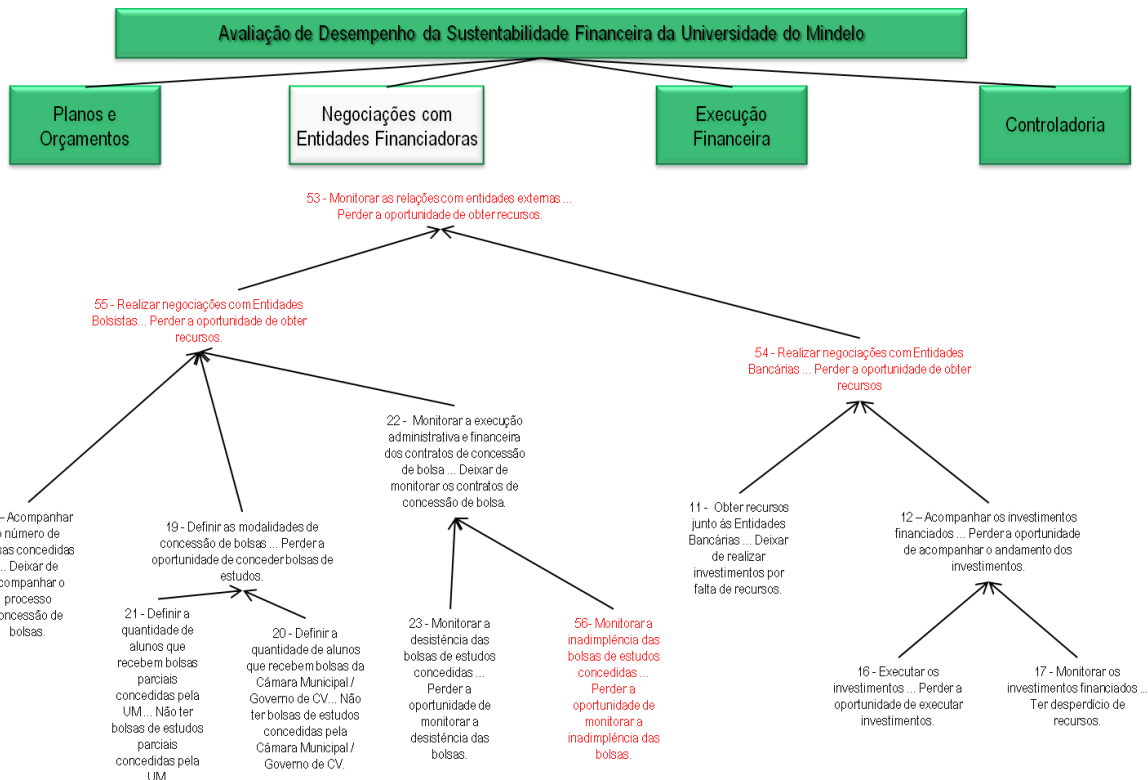 Avaliação de Desempenho da Sustentabilidade Financeira da Universidade do Mindelo
Planos e
Orçamentos
Negociações com
Entidades Financiadoras
Execução
Financeira
Controladoria
53 - Monitorar as relações com entidades externas ...
Perder a oportunidade de obter recursos.
55 - Realizar negociações com Entidades
Bolsistas... Perder a oportunidade de obter
recursos.
54 - Realizar negociações com Entidades
Bancárias ... Perder a oportunidade de obter
recursos
22 - Monitorar a execução
administrativa e financeira
dos contratos de concessão
de bolsa ... Deixar de
monitorar os contratos de
concessão de bolsa.
– Acompanhar
o número de
sas concedidas
... Deixar de
companhar o
processo
oncessão de
bolsas.
19 - Definir as modalidades de
concessão de bolsas ... Perder a
oportunidade de conceder bolsas de
estudos.
11 - Obter recursos
junto às Entidades
Bancárias ... Deixar
de realizar
investimentos por
falta de recursos.
12 – Acompanhar os investimentos
financiados ... Perder a oportunidade
de acompanhar o andamento dos
investimentos.
21 - Definir a
quantidade de
alunos que
recebem bolsas
parciais
concedidas pela
UM... Não ter
bolsas de estudos
parciais
concedidas pela
UM
20 - Definir a
quantidade de alunos
que recebem bolsas da
Câmara Municipal /
Governo de CV... Não
ter bolsas de estudos
concedidas pela
Câmara Municipal /
Governo de CV.
23 - Monitorar a
desistência das
bolsas de estudos
concedidas ...
Perder a
oportunidade de
monitorar a
desistência das
bolsas.
56- Monitorar a
inadimplência das
bolsas de estudos
concedidas ...
Perder a
oportunidade de
monitorar a
inadimplência das
bolsas.
16 - Executar os
investimentos ... Perder a
oportunidade de executar
investimentos.
17 - Monitorar os
investimentos financiados ...
Ter desperdício de
recursos.